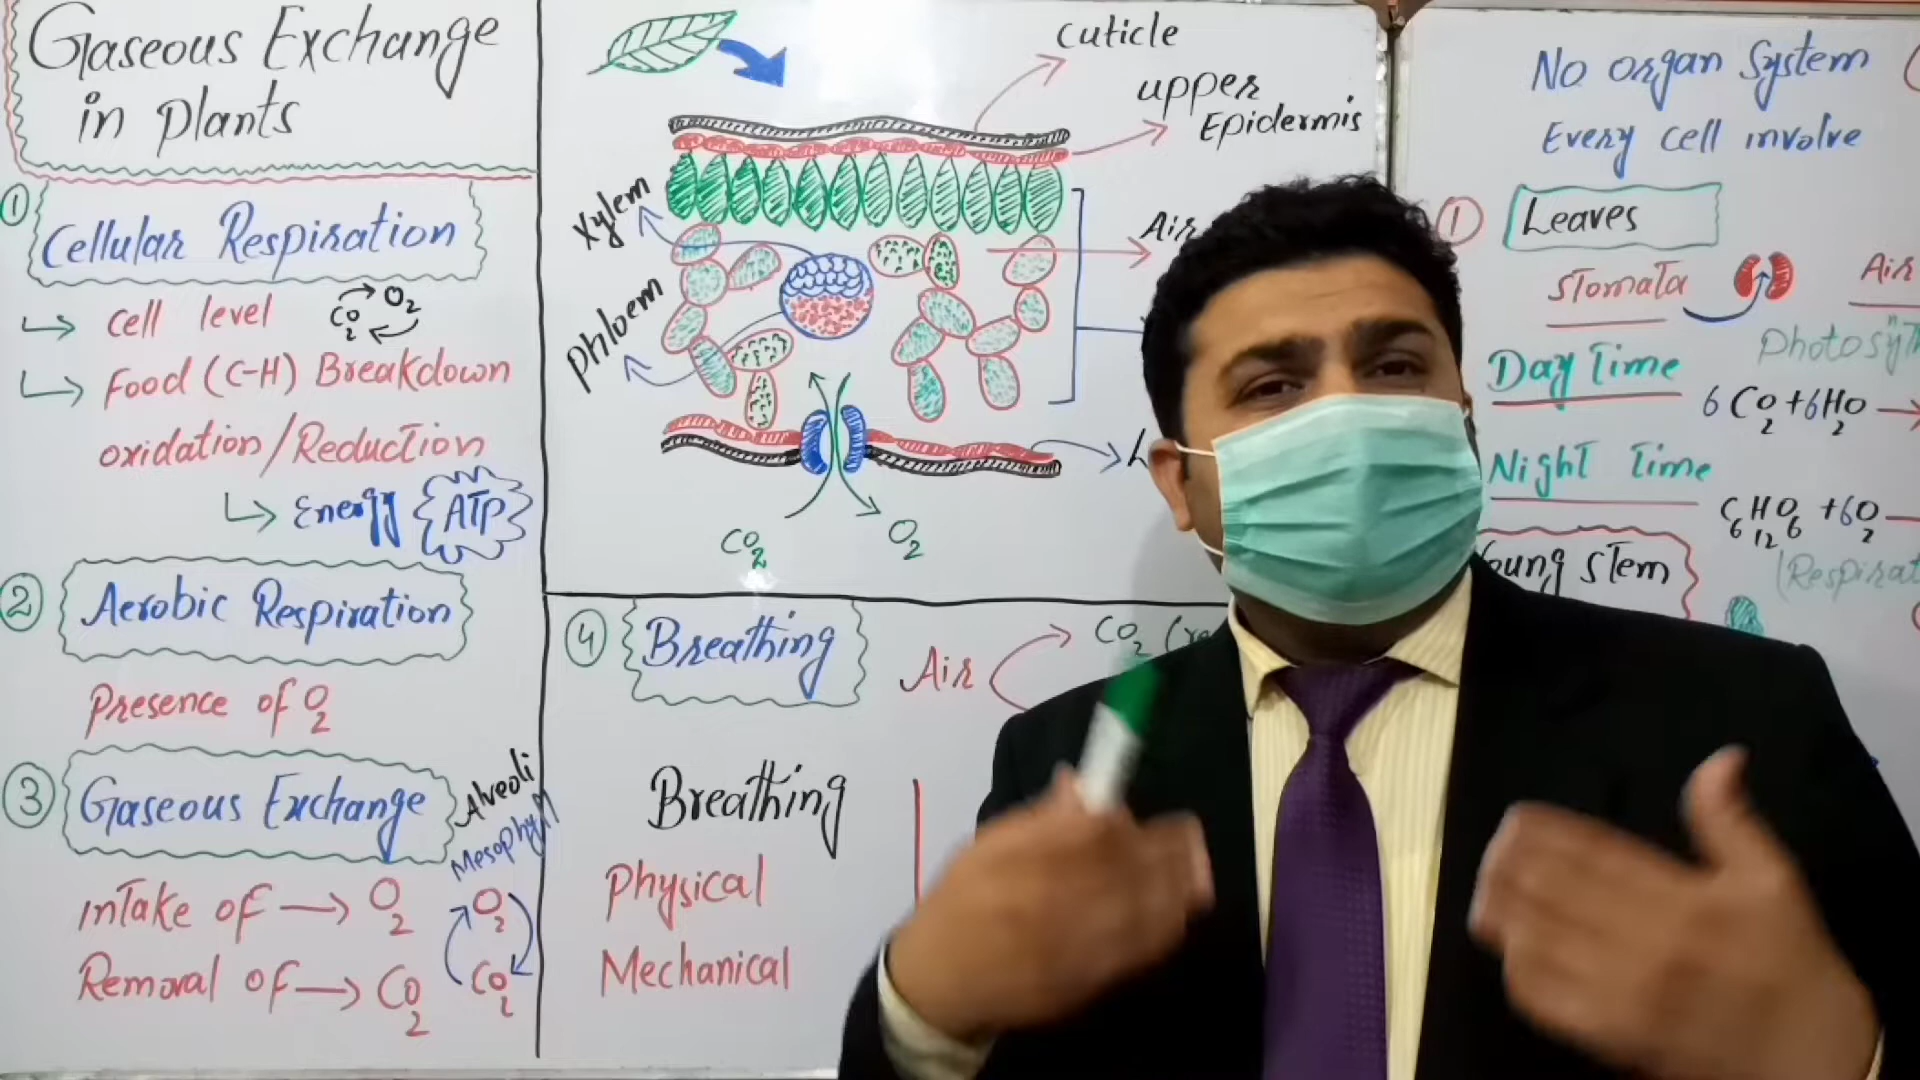 Gaseous Exchange
in plants
1
Cellular Respiration
cell level
CO2 O2
Food (C-H) Breakdown
oxidation/Reduction
Energy ATP
2
Aerobic Respiration
Presence of O2
3
Gaseous Exchange
Alveoli
Mesophyll
intake of → O2
Removal of → CO2
O2
CO2
cuticle
upper
Epidermis
Xylem
Phloem
Air
CO2
O2
4
Breathing
Air
CO2
Breathing
Physical
Mechanical
No organ system
Every cell involve
1
Leaves
Stomata
Air
Day Time
6CO2 + 6H2O →
Night Time
C6H12O6 + 6O2
stem